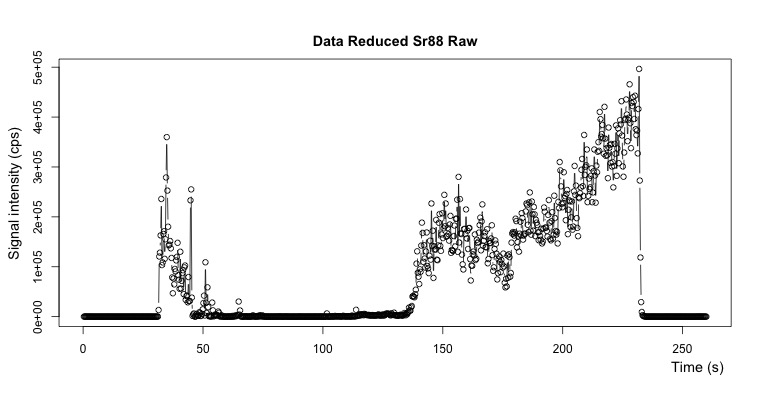 Data Reduced Sr88 Raw
Signal intensity (cps)
5e+05
4e+05
3e+05
2e+05
1e+05
0e+00
0 50 100 150 200 250
Time (s)